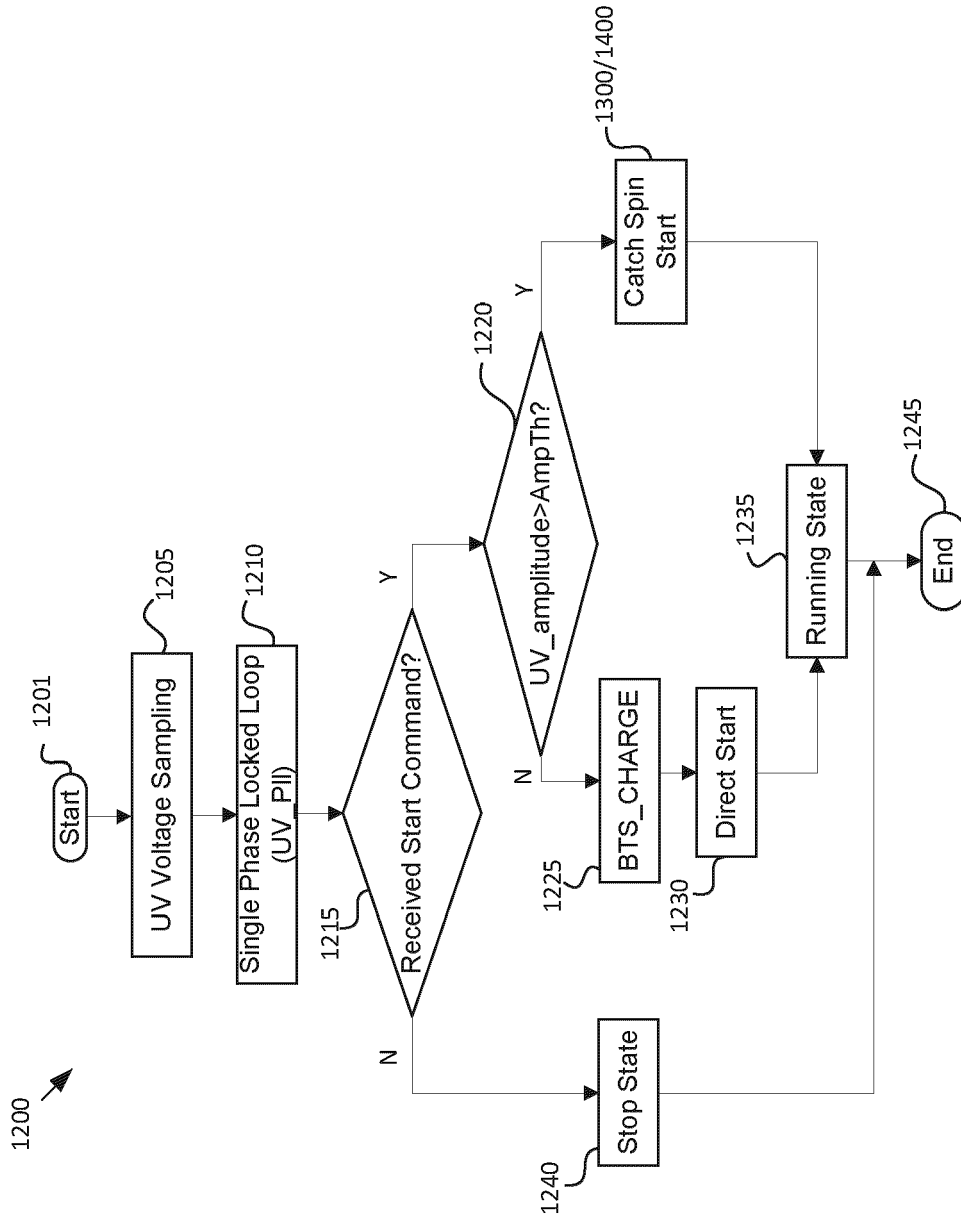 1200
Start
1201
UV Voltage Sampling
1205
Single Phase Locked Loop
(UV_Pll)
1210
Received Start Command?
1215
N
Y
UV_amplitude>AmpTh?
1220
N
Y
Stop State
1240
BTS_CHARGE
1225
Direct Start
1230
Catch Spin
Start
1300/1400
Running State
1235
End
1245